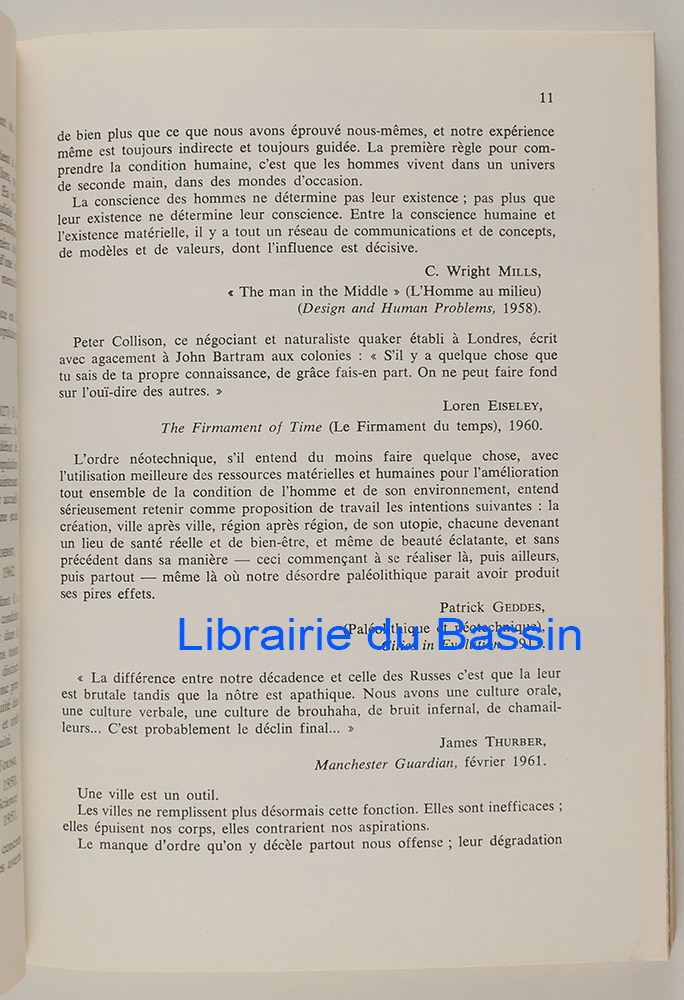 11
de bien plus que ce que nous avons éprouvé nous-mêmes, et notre expérience
même est toujours indirecte et toujours guidée. La première règle pour com-
prendre la condition humaine, c'est que les hommes vivent dans un univers
de seconde main, dans des mondes d'occasion.
La conscience des hommes ne détermine pas leur existence ; pas plus que
leur existence ne détermine leur conscience. Entre la conscience humaine et
l'existence matérielle, il y a tout un réseau de communications et de concepts,
de modèles et de valeurs, dont l'influence est décisive.
C. Wright MILLS,
« The man in the Middle » (L'Homme au milieu)
(Design and Human Problems, 1958).
Peter Collison, ce négociant et naturaliste quaker établi à Londres, écrit
avec agacement à John Bartram aux colonies : « S'il y a quelque chose que
tu sais de ta propre connaissance, de grâce fais-en part. On ne peut faire fond
sur l'ouï-dire des autres. »
Loren EISELEY,
The Firmament of Time (Le Firmament du temps), 1960.
L'ordre néotechnique, s'il entend du moins faire quelque chose, avec
l'utilisation meilleure des ressources matérielles et humaines pour l'amélioration
tout ensemble de la condition de l'homme et de son environnement, entend
sérieusement retenir comme proposition de travail les intentions suivantes : la
création, ville après ville, région après région, de son utopie, chacune devenant
un lieu de santé réelle et de bien-être, et même de beauté éclatante, et sans
précédent dans sa manière — ceci commençant à se réaliser là, puis ailleurs,
puis partout — même là où notre désordre paléolithique parait avoir produit
ses pires effets.
Patrick GEDDES,
(Paléolithique et néotechnique),
Cities in Evolution,
Librairie du Bassin
« La différence entre notre décadence et celle des Russes c'est que la leur
est brutale tandis que la nôtre est apathique. Nous avons une culture orale,
une culture verbale, une culture de brouhaha, de bruit infernal, de chamail-
leurs... C'est probablement le déclin final... »
James THURBER,
Manchester Guardian, février 1961.
Une ville est un outil.
Les villes ne remplissent plus désormais cette fonction. Elles sont inefficaces ;
elles épuisent nos corps, elles contrarient nos aspirations.
Le manque d'ordre qu'on y décèle partout nous offense ; leur dégradation